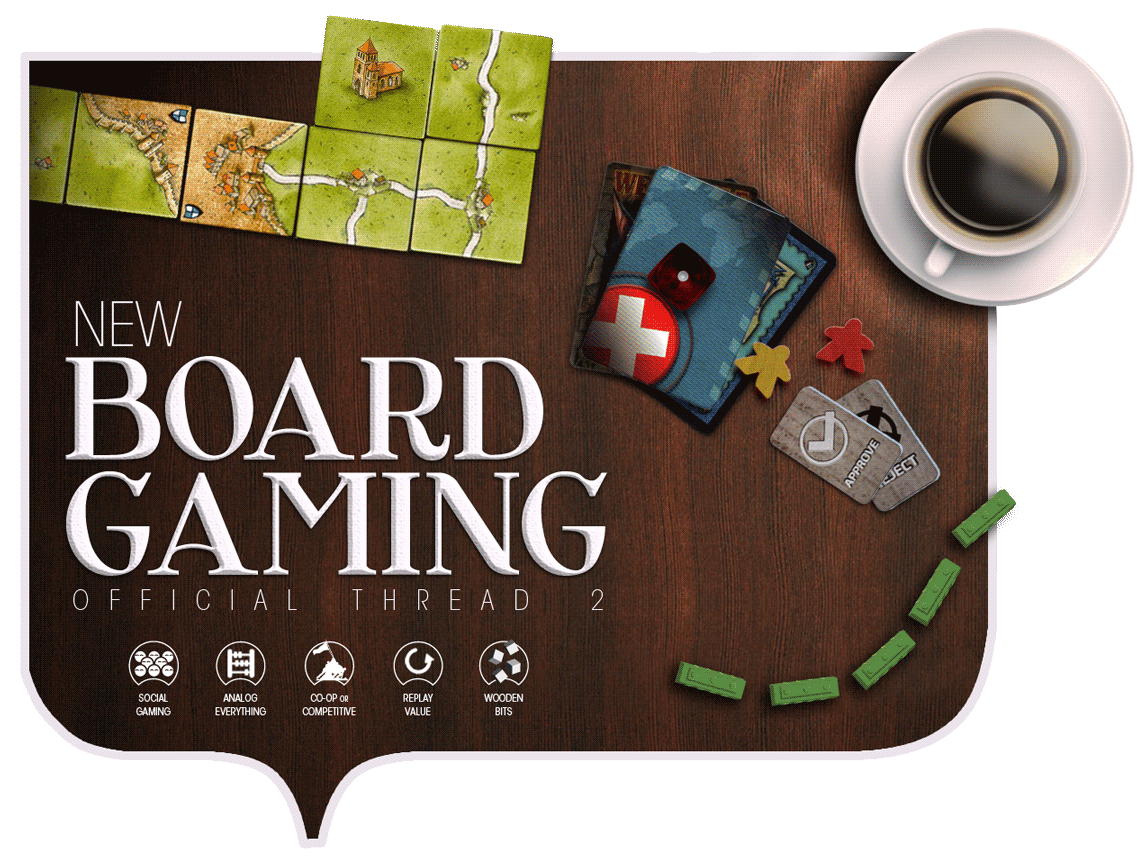 NEW
BOARD
GAMING
OFFICIAL THREAD 2
SOCIAL
GAMING
ANALOG
EVERYTHING
CO-OP OR
COMPETITIVE
REPLAY
VALUE
WOODEN
BITS
APPROVE
JECT